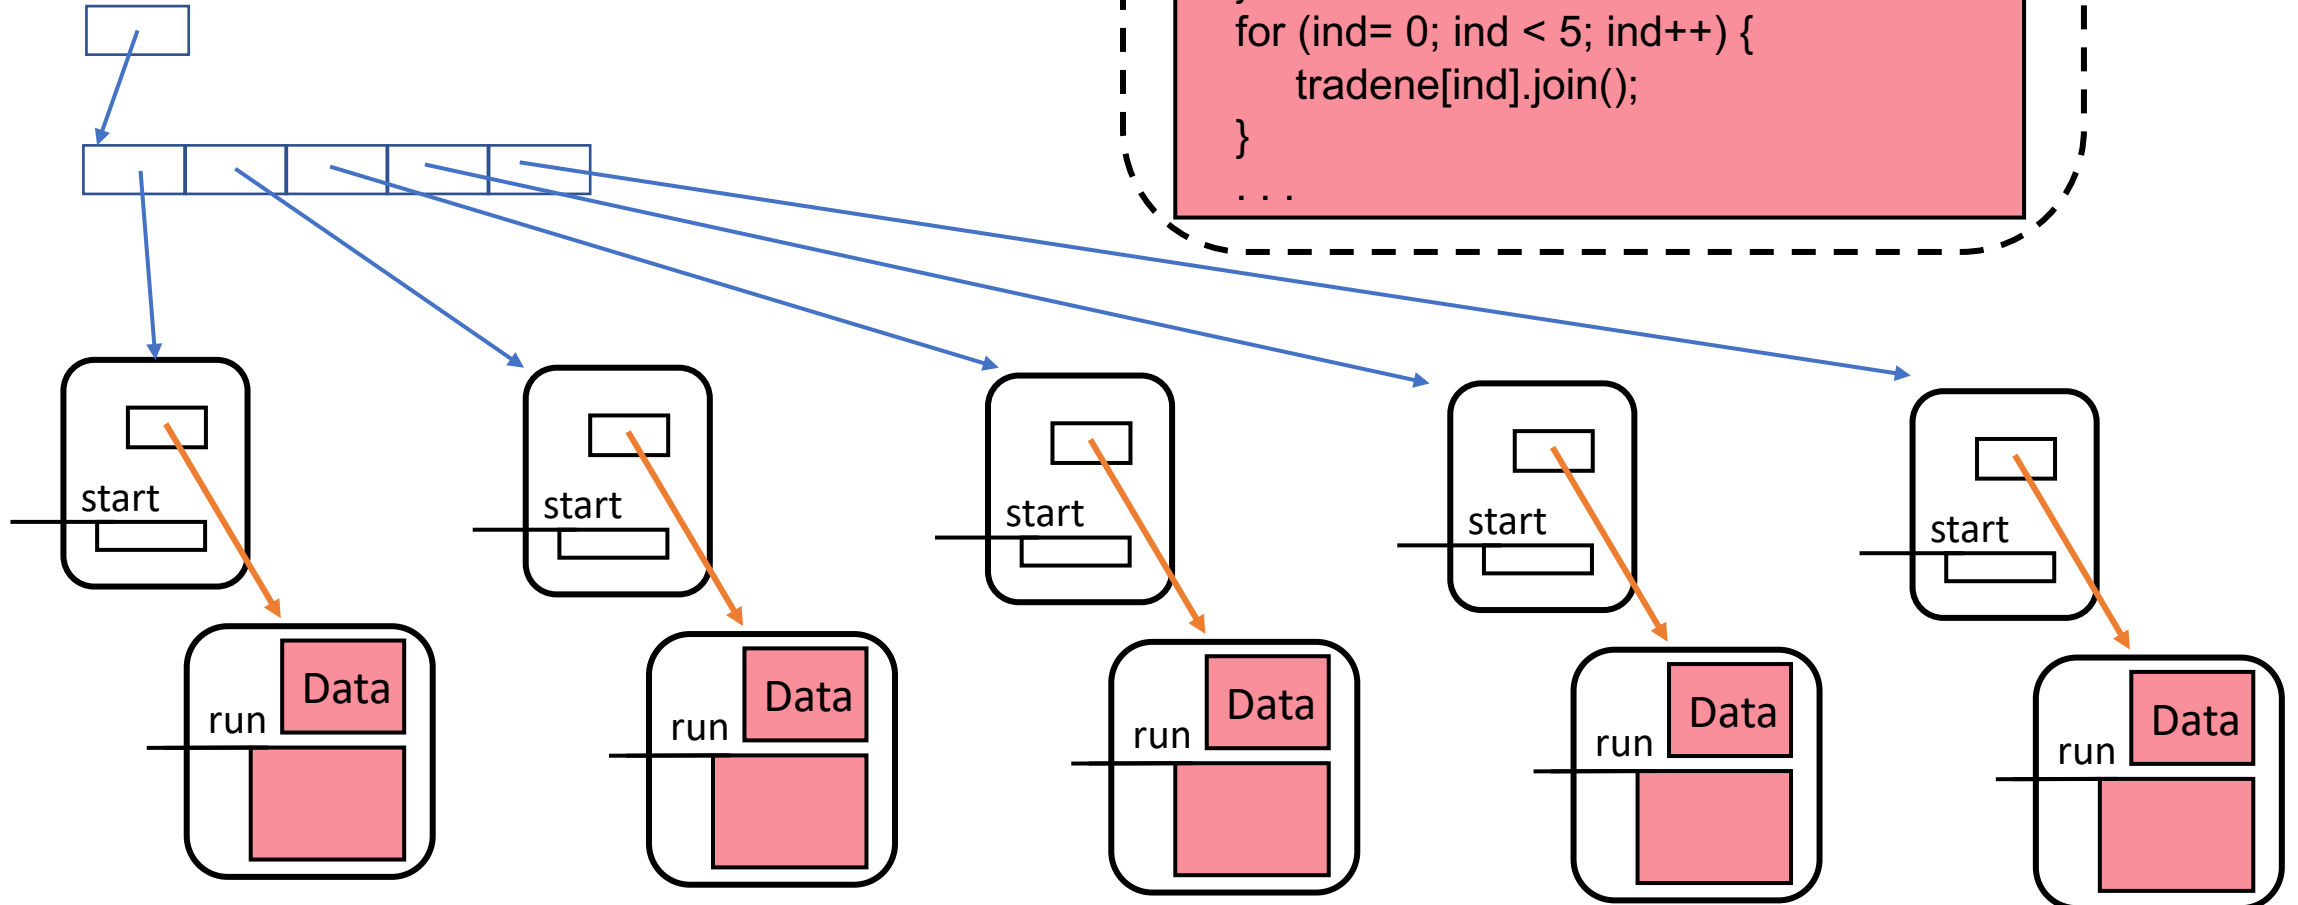 }
for (ind= 0; ind < 5; ind++) {
tradene[ind].join();
}
. . .
start
start
start
start
start
Data
run
Data
run
Data
run
Data
run
Data
run